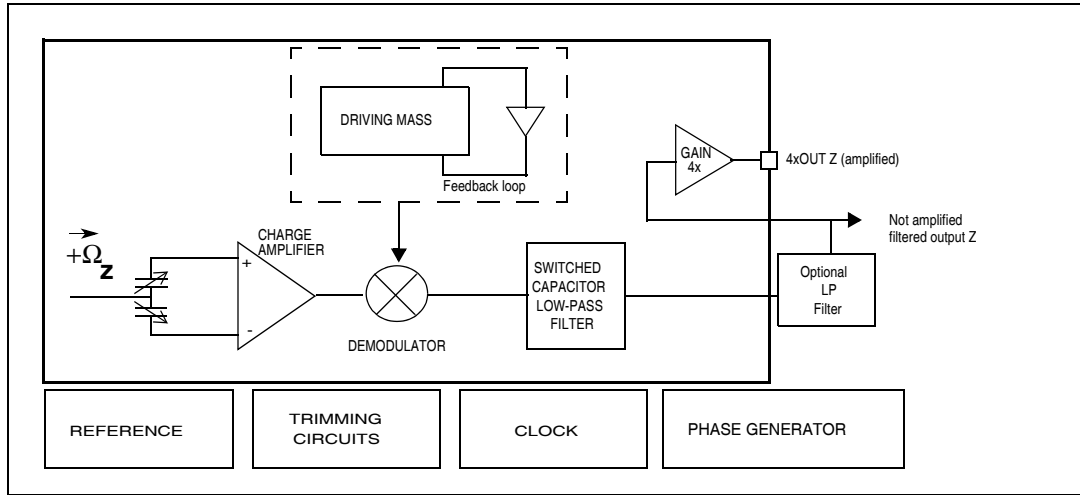 DRIVING MASS
Feedback loop
GAIN
4x
4xOUT Z (amplified)
Not amplified
filtered output Z
+Ω
Z
CHARGE
AMPLIFIER
+
-
DEMODULATOR
SWITCHED
CAPACITOR
LOW-PASS
FILTER
Optional
LP
Filter
REFERENCE
TRIMMING
CIRCUITS
CLOCK
PHASE GENERATOR